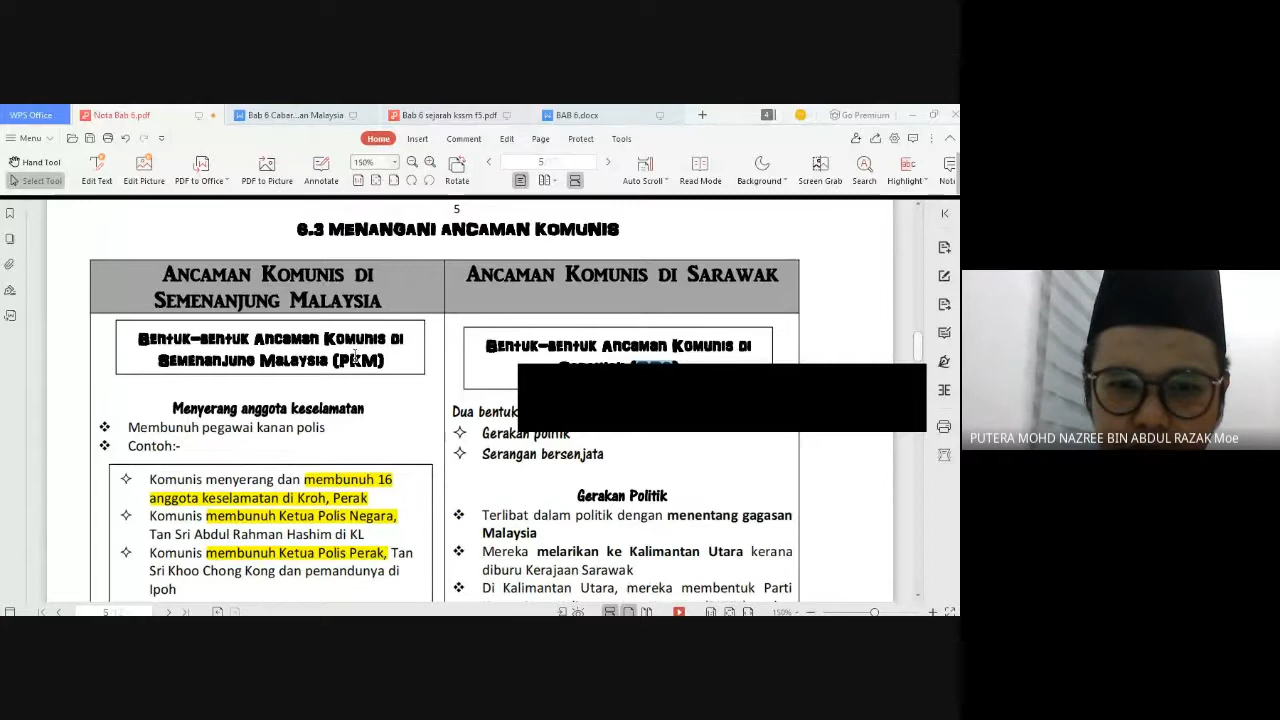 WPS Office
Nota Bab 6.pdf
Bab 6 Cabar...an Malaysia
Bab 6 sejarah kssm f5.pdf
BAB 6.docx
4
Go Premium
Menu
Home
Insert
Comment
Edit
Page
Protect
Tools
Hand Tool
Select Tool
Edit Text
Edit Picture
PDF to Office
PDF to Picture
Annotate
150%
Rotate
5
Auto Scroll
Read Mode
Background
Screen Grab
Search
Highlight
5
6.3 MENANGANI ANCAMAN KOMUNIS
ANCAMAN KOMUNIS DI
SEMENANJUNG MALAYSIA
BENTUK-BENTUK ANCAMAN KOMUNIS DI
SEMENANJUNG MALAYSIA (PKM)
Menyerang anggota keselamatan
❖ Membunuh pegawai kanan polis
❖ Contoh:-
✧ Komunis menyerang dan membunuh 16
anggota keselamatan di Kroh, Perak
✧ Komunis membunuh Ketua Polis Negara,
Tan Sri Abdul Rahman Hashim di KL
✧ Komunis membunuh Ketua Polis Perak, Tan
Sri Khoo Chong Kong dan pemandunya di
Ipoh
ANCAMAN KOMUNIS DI SARAWAK
BENTUK-BENTUK ANCAMAN KOMUNIS DI
Dua bentuk
✧ Gerakan politik
✧ Serangan bersenjata
Gerakan Politik
❖ Terlibat dalam politik dengan menentang gagasan
Malaysia
❖ Mereka melarikan ke Kalimantan Utara kerana
diburu Kerajaan Sarawak
❖ Di Kalimantan Utara, mereka membentuk Parti
150%
PUTERA MOHD NAZREE BIN ABDUL RAZAK Moe